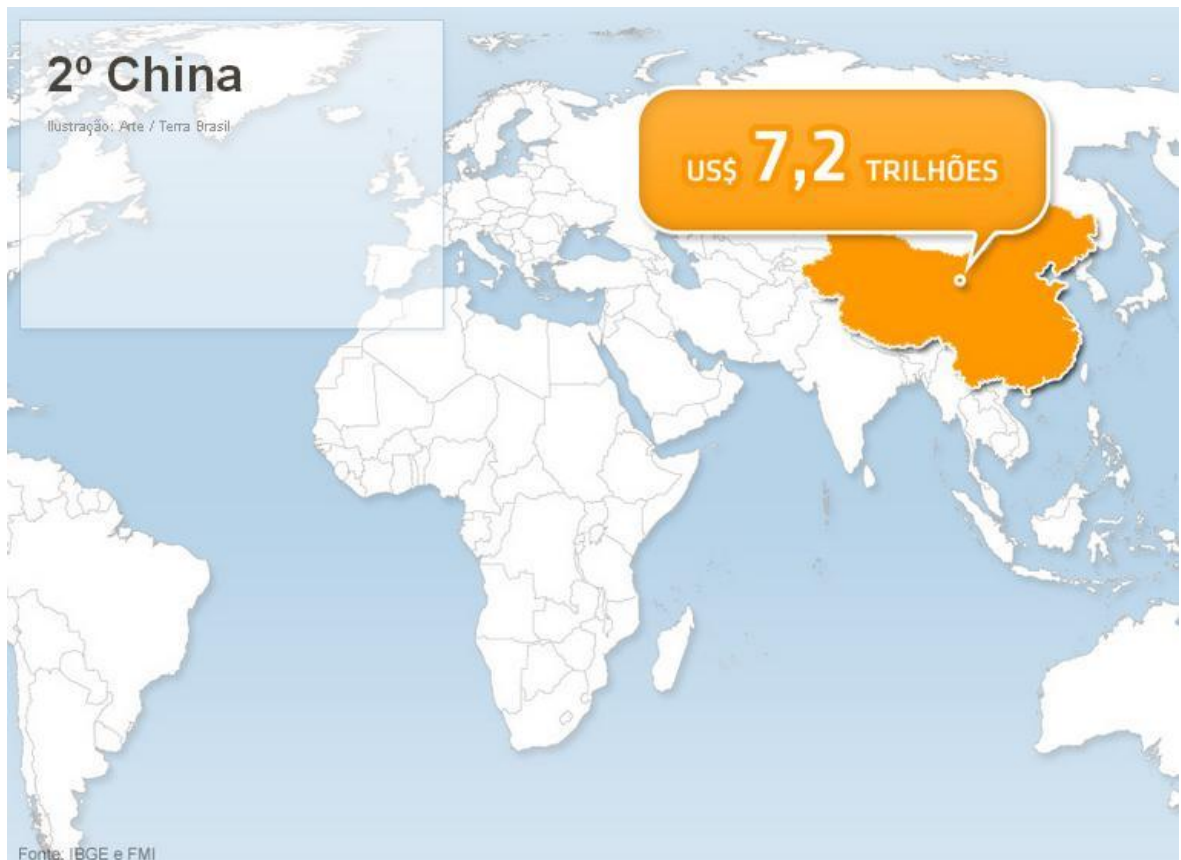 2º China
Ilustração: Arte / Terra Brasil
US$ 7,2 TRILHÕES
Fonte: IBGE e FMI